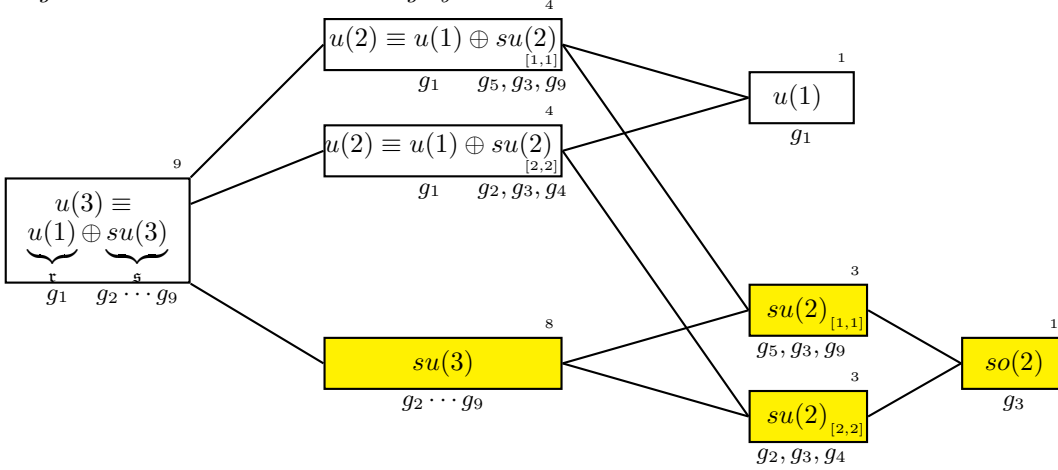 4
u(2) ≡ u(1) ⊕ su(2)
[1,1]
g₁ g₅, g₃, g₉
1
u(1)
g₁
4
u(2) ≡ u(1) ⊕ su(2)
[2,2]
g₁ g₂, g₃, g₄
9
u(3) ≡
u(1) ⊕ su(3)
𝔯 𝔰
g₁ g₂ ⋯ g₉
3
su(2)[1,1]
g₅, g₃, g₉
8
su(3)
g₂ ⋯ g₉
1
so(2)
g₃
3
su(2)[2,2]
g₂, g₃, g₄